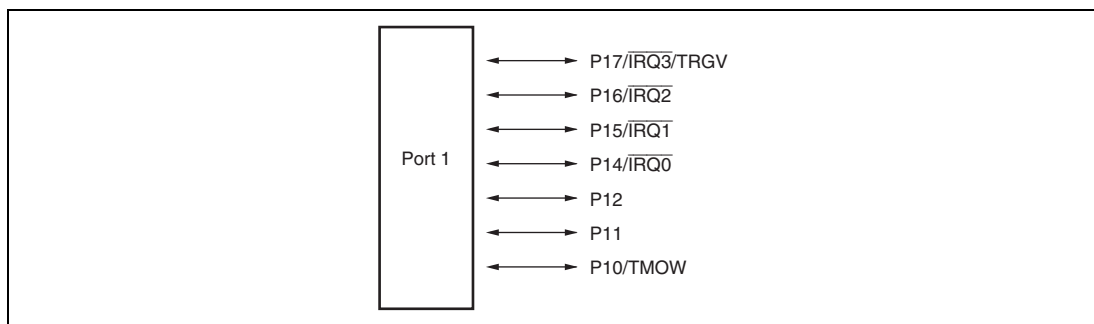 Port 1
P17/IRQ3/TRGV
P16/IRQ2
P15/IRQ1
P14/IRQ0
P12
P11
P10/TMOW